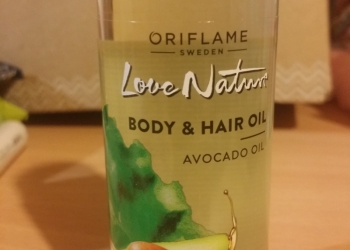 ORIFLAME
SWEDEN
Love Nature
BODY & HAIR OIL
AVOCADO OIL